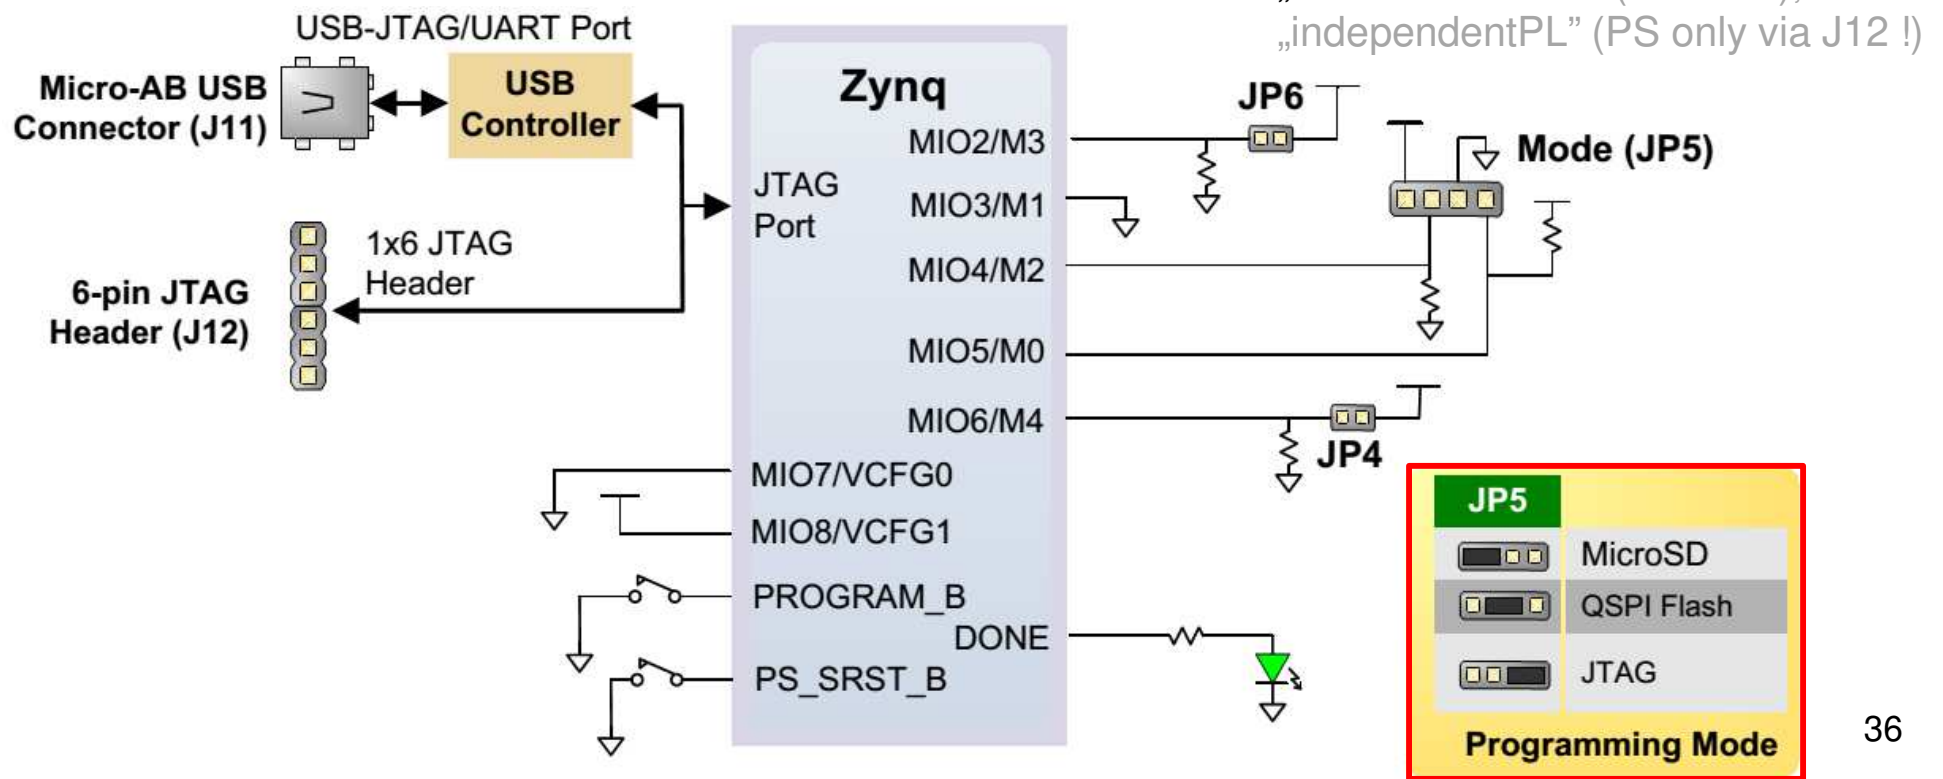 „independentPL” (PS only via J12 !)
USB-JTAG/UART Port
Micro-AB USB
Connector (J11)
USB
Controller
Zynq
JTAG
Port
1x6 JTAG
Header
6-pin JTAG
Header (J12)
MIO2/M3
MIO3/M1
MIO4/M2
MIO5/M0
MIO6/M4
MIO7/VCFG0
MIO8/VCFG1
PROGRAM_B
DONE
PS_SRST_B
JP6
Mode (JP5)
JP4
JP5
MicroSD
QSPI Flash
JTAG
Programming Mode
36